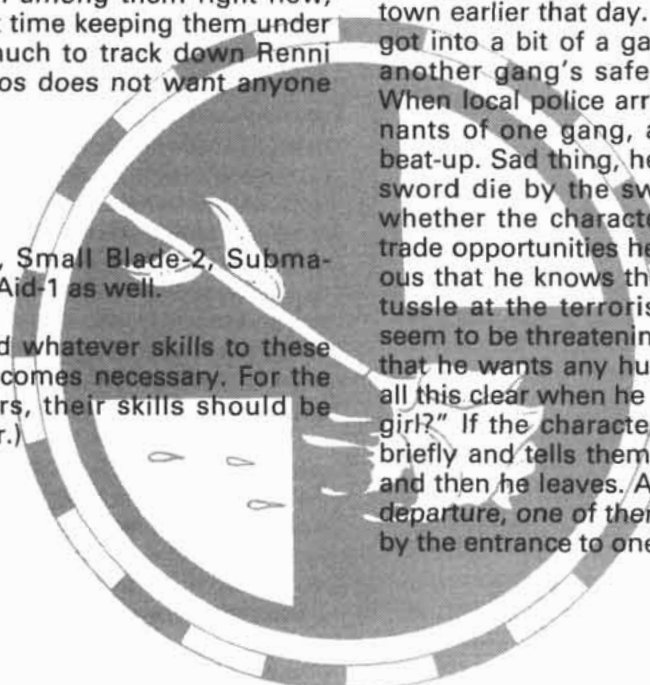 among them right now,
time keeping them under
much to track down Renni
os does not want anyone
Small Blade-2, Subma-
Aid-1 as well.
d whatever skills to these
comes necessary. For the
rs, their skills should be
r.)
town earlier that day.
got into a bit of a ga
another gang's safe
When local police arr
nants of one gang, a
beat-up. Sad thing, he
sword die by the sw
whether the characte
trade opportunities he
ous that he knows th
tussle at the terroris
seem to be threatenin
that he wants any hu
all this clear when he
girl?" If the characte
briefly and tells them
and then he leaves. A
departure, one of ther
by the entrance to one